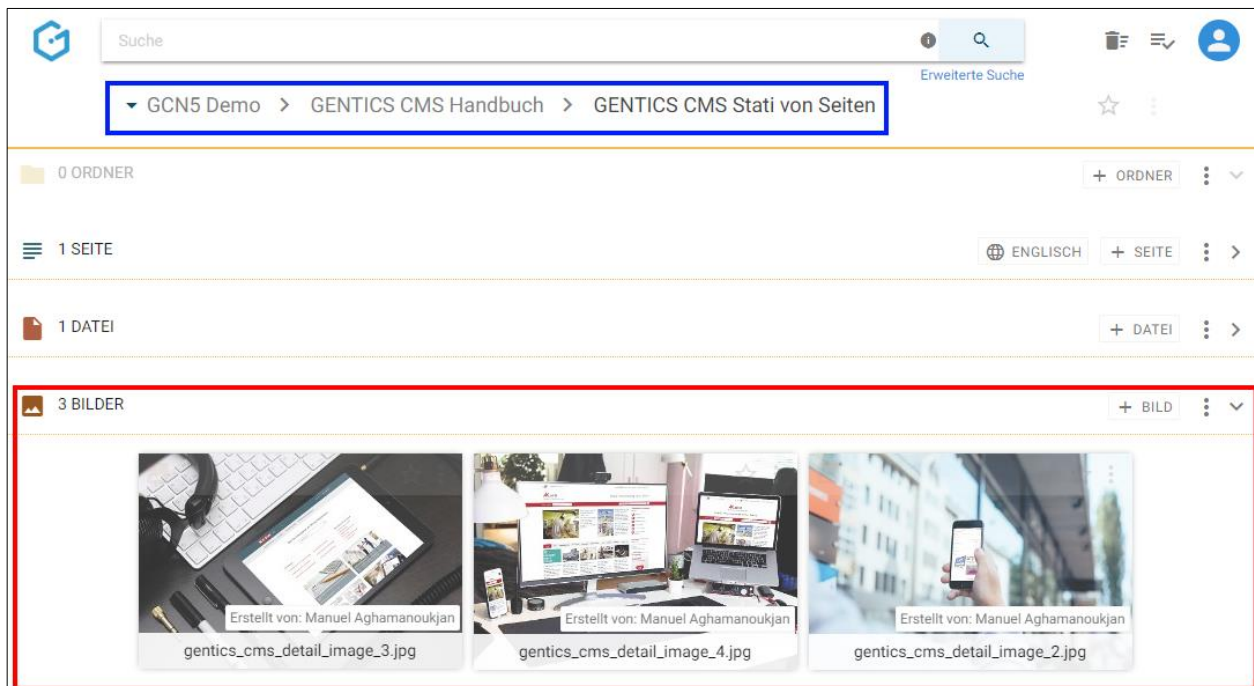 Suche
Erweiterte Suche
GCN5 Demo > GENTICS CMS Handbuch > GENTICS CMS Stati von Seiten
0 ORDNER
+ ORDNER
1 SEITE
ENGLISCH
+ SEITE
1 DATEI
+ DATEI
3 BILDER
+ BILD
Erstellt von: Manuel Aghamanoukjan
Erstellt von: Manuel Aghamanoukjan
Erstellt von: Manuel Aghamanoukjan
gentics_cms_detail_image_3.jpg
gentics_cms_detail_image_4.jpg
gentics_cms_detail_image_2.jpg